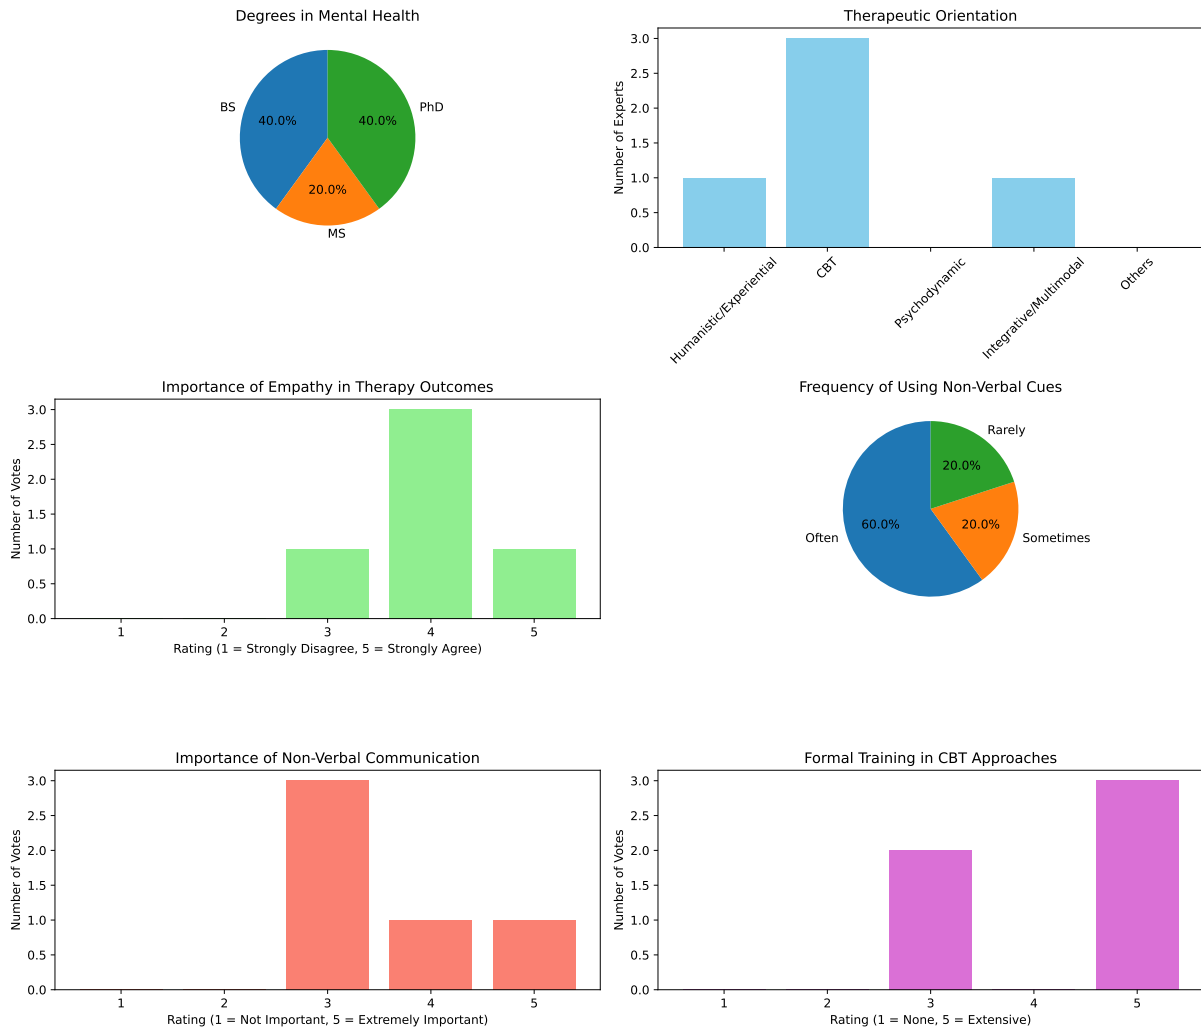 Degrees in Mental Health
BS
40.0%
PhD
40.0%
20.0%
MS
Therapeutic Orientation
Number of Experts
3.0
2.5
2.0
1.5
1.0
0.5
0.0
Humanistic/Experiential
CBT
Psychodynamic
Integrative/Multimodal
Others
Importance of Empathy in Therapy Outcomes
Number of Votes
3.0
2.5
2.0
1.5
1.0
0.5
0.0
1 2 3 4 5
Rating (1 = Strongly Disagree, 5 = Strongly Agree)
Frequency of Using Non-Verbal Cues
Rarely
20.0%
60.0%
20.0%
Often
Sometimes
Importance of Non-Verbal Communication
Number of Votes
3.0
2.5
2.0
1.5
1.0
0.5
0.0
1 2 3 4 5
Rating (1 = Not Important, 5 = Extremely Important)
Formal Training in CBT Approaches
Number of Votes
3.0
2.5
2.0
1.5
1.0
0.5
0.0
1 2 3 4 5
Rating (1 = None, 5 = Extensive)